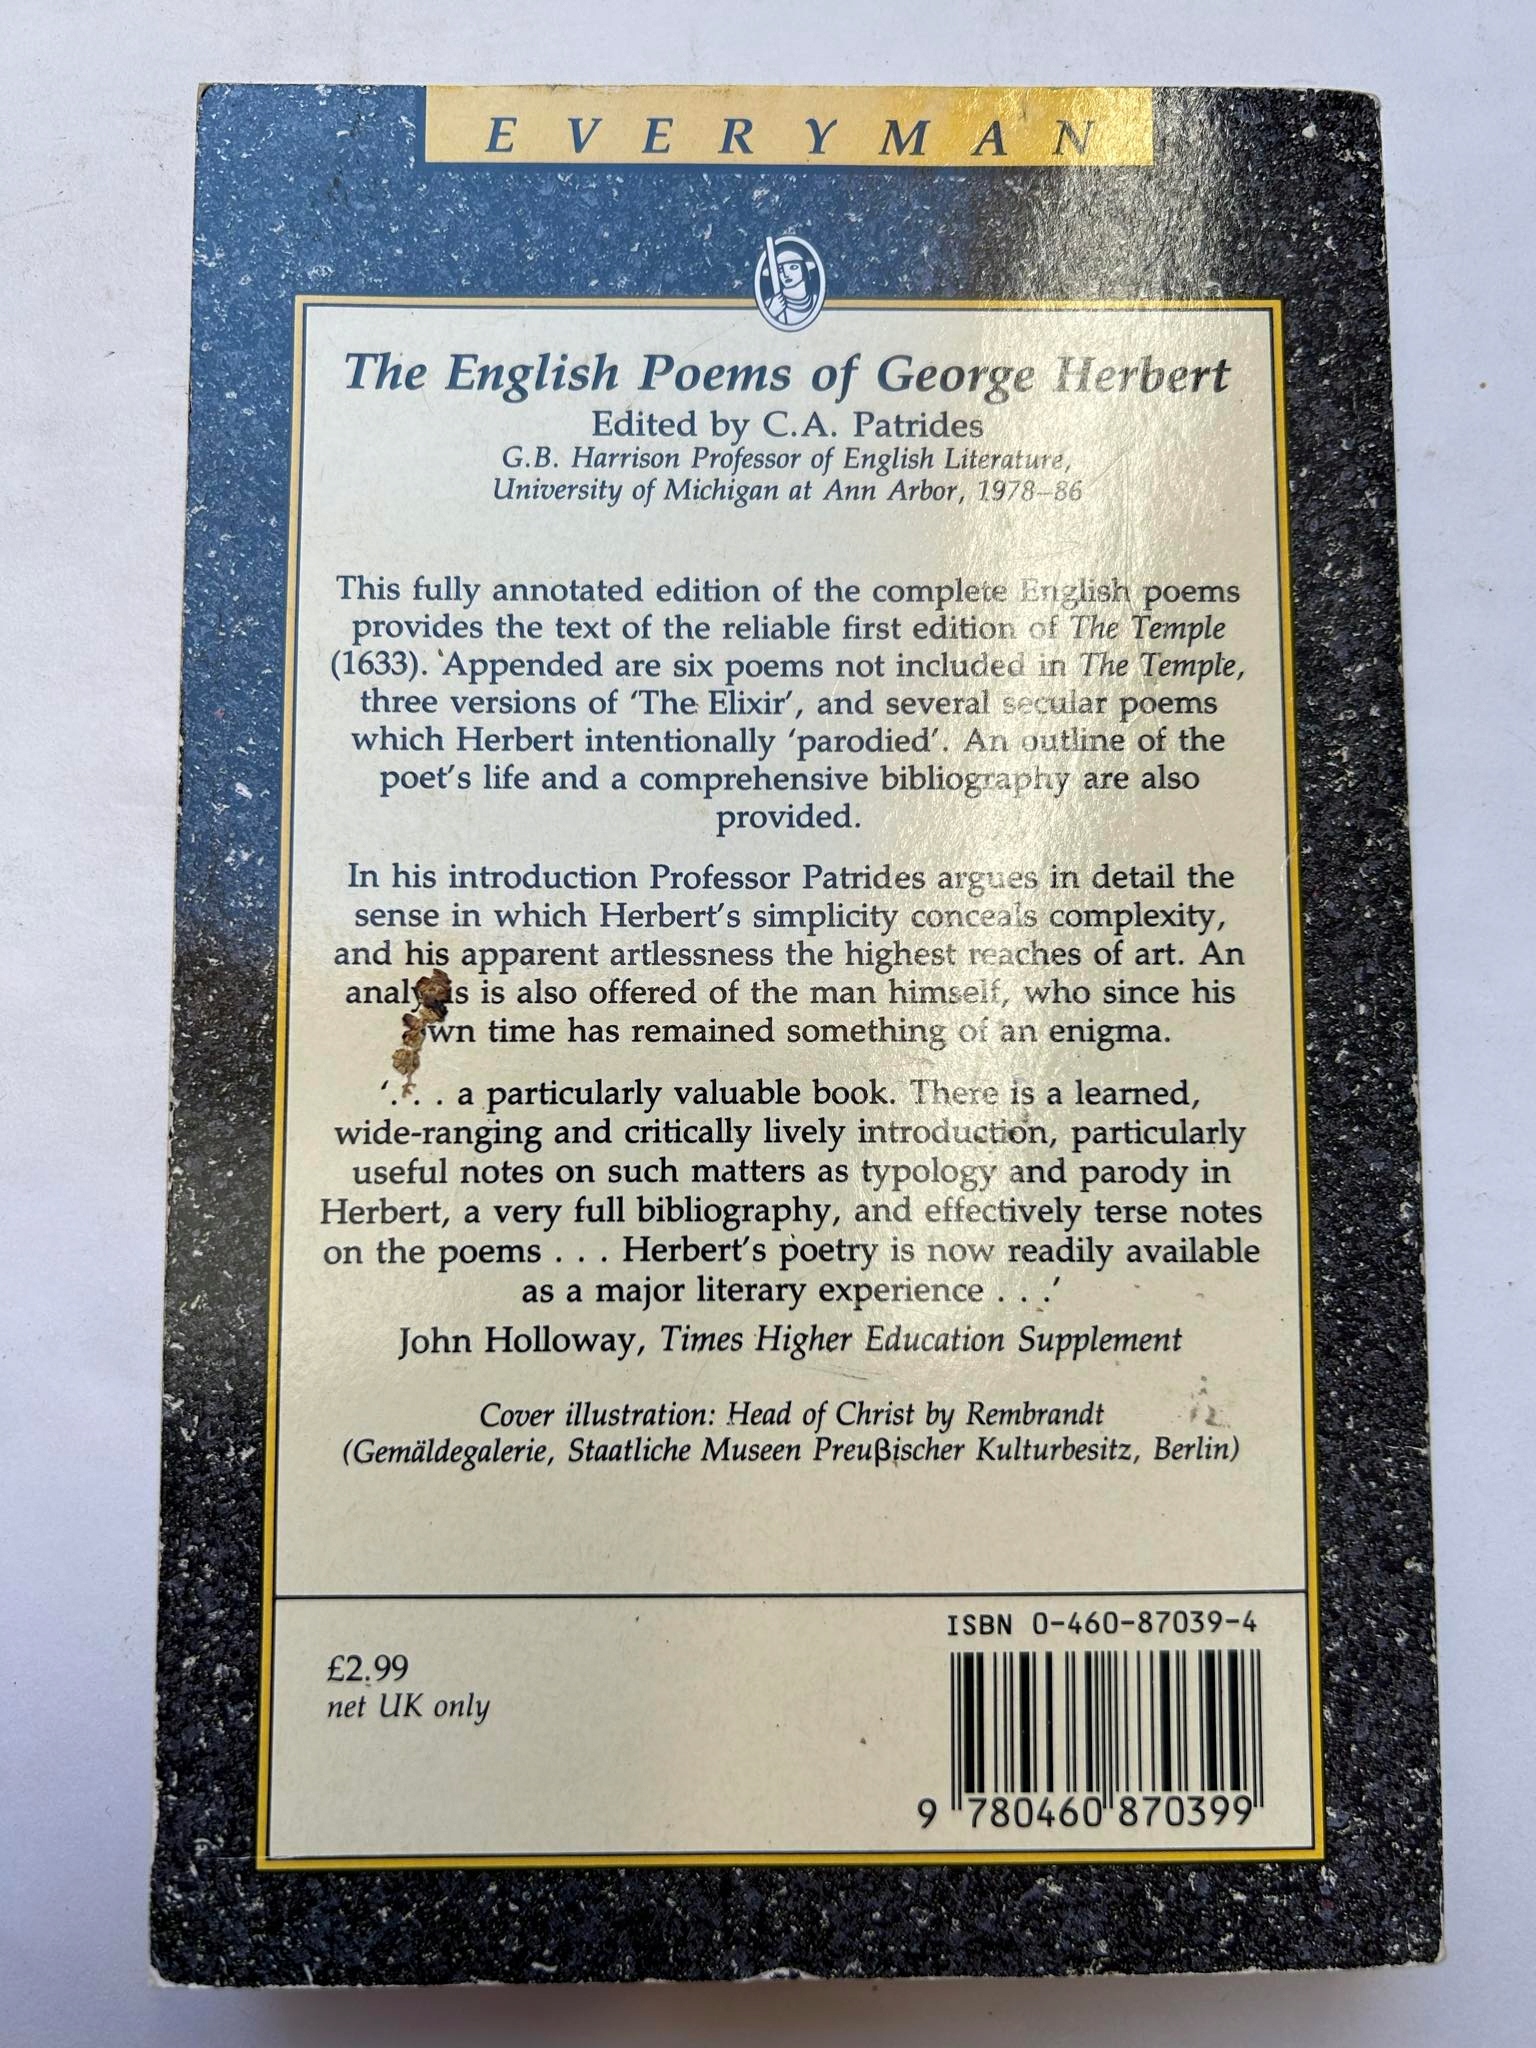 EVERYMAN
The English Poems of George Herbert
Edited by C.A. Patrides
G.B. Harrison Professor of English Literature,
University of Michigan at Ann Arbor, 1978–86
This fully annotated edition of the complete English poems
provides the text of the reliable first edition of The Temple
(1633). Appended are six poems not included in The Temple,
three versions of ‘The Elixir’, and several secular poems
which Herbert intentionally ‘parodied’. An outline of the
poet’s life and a comprehensive bibliography are also
provided.
In his introduction Professor Patrides argues in detail the
sense in which Herbert’s simplicity conceals complexity,
and his apparent artlessness the highest reaches of art. An
analysis is also offered of the man himself, who since his
own time has remained something of an enigma.
‘. . . a particularly valuable book. There is a learned,
wide-ranging and critically lively introduction, particularly
useful notes on such matters as typology and parody in
Herbert, a very full bibliography, and effectively terse notes
on the poems . . . Herbert’s poetry is now readily available
as a major literary experience . . .’
John Holloway, Times Higher Education Supplement
Cover illustration: Head of Christ by Rembrandt
(Gemäldegalerie, Staatliche Museen Preußischer Kulturbesitz, Berlin)
ISBN 0-460-87039-4
£2.99
net UK only
9 780460 870399